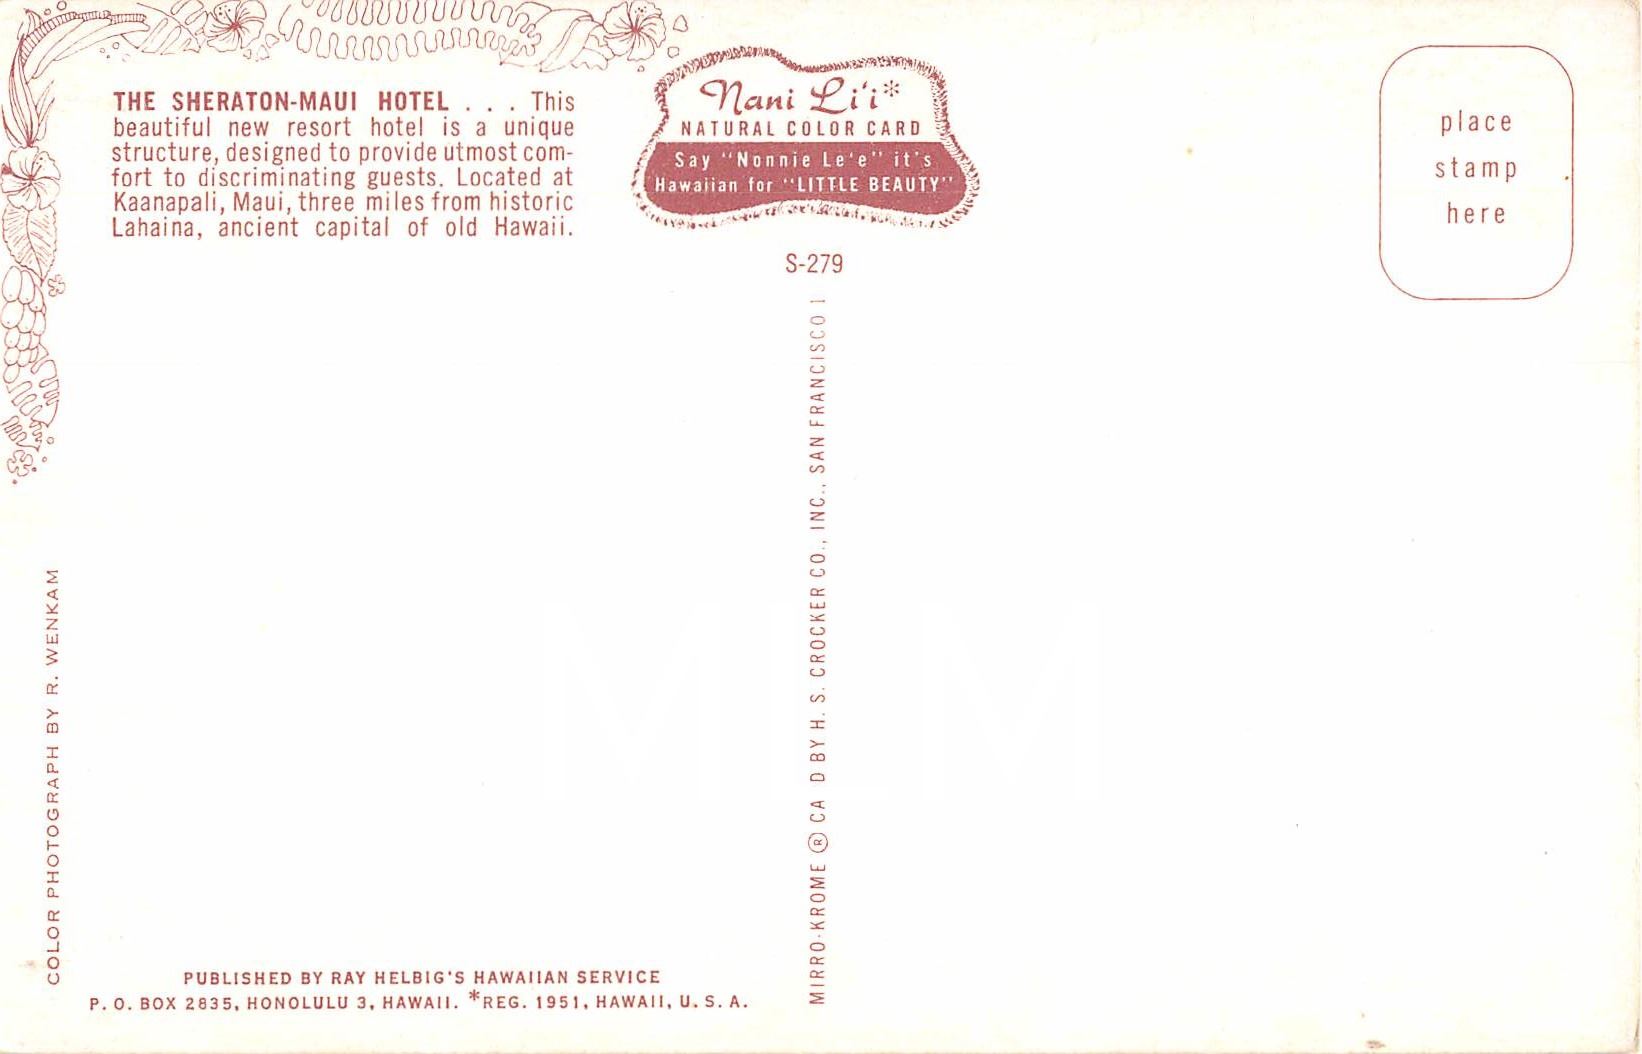 THE SHERATON-MAUI HOTEL . . . This
beautiful new resort hotel is a unique
structure, designed to provide utmost com-
fort to discriminating guests. Located at
Kaanapali, Maui, three miles from historic
Lahaina, ancient capital of old Hawaii.
Nani Li'i*
NATURAL COLOR CARD
Say "Nonnie Le'e" it's
Hawaiian for "LITTLE BEAUTY"
S-279
place
stamp
here
COLOR PHOTOGRAPH BY R. WENKAM
MIRRO-KROME ® CA D BY H. S. CROCKER CO., INC., SAN FRANCISCO 1
PUBLISHED BY RAY HELBIG'S HAWAIIAN SERVICE
P. O. BOX 2835, HONOLULU 3, HAWAII. *REG. 1951, HAWAII, U. S. A.
MLM